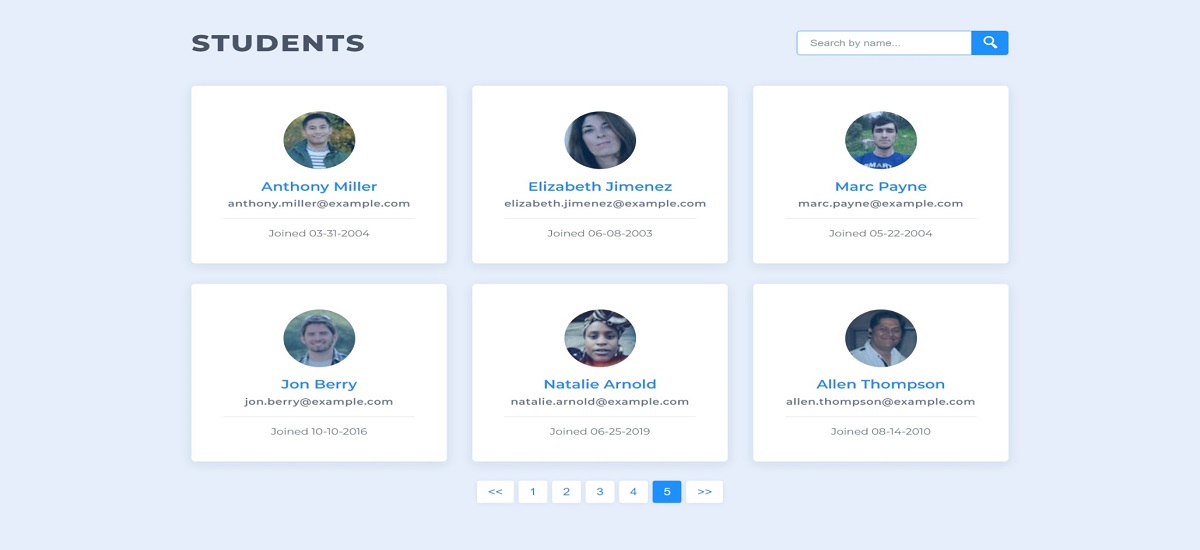 STUDENTS
Search by name...
Anthony Miller
anthony.miller@example.com
Joined 03-31-2004
Elizabeth Jimenez
elizabeth.jimenez@example.com
Joined 06-08-2003
Marc Payne
marc.payne@example.com
Joined 05-22-2004
Jon Berry
jon.berry@example.com
Joined 10-10-2016
Natalie Arnold
natalie.arnold@example.com
Joined 06-25-2019
Allen Thompson
allen.thompson@example.com
Joined 08-14-2010
<< 1 2 3 4 5 >>